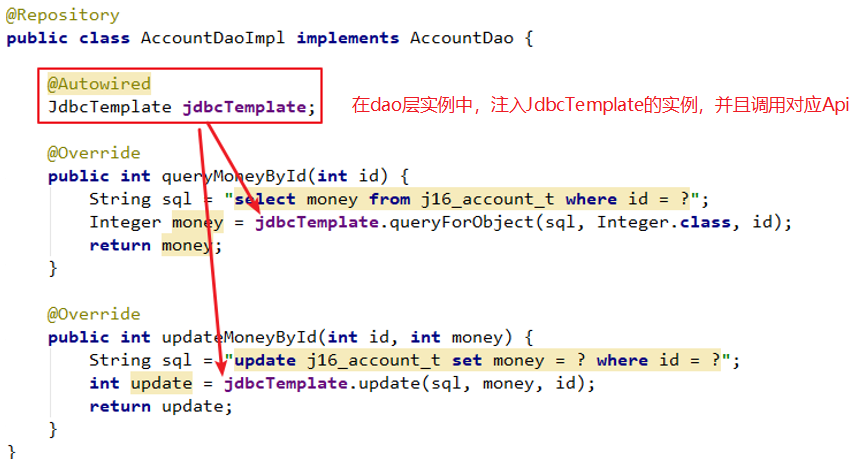 @Repository
public class AccountDaoImpl implements AccountDao {
@Autowired
JdbcTemplate jdbcTemplate;
在dao层实例中，注入JdbcTemplate的实例，并且调用对应Api
@Override
public int queryMoneyById(int id) {
String sql = "select money from j16_account_t where id = ?";
Integer money = jdbcTemplate.queryForObject(sql, Integer.class, id);
return money;
}
@Override
public int updateMoneyById(int id, int money) {
String sql = "update j16_account_t set money = ? where id = ?";
int update = jdbcTemplate.update(sql, money, id);
return update;
}
}